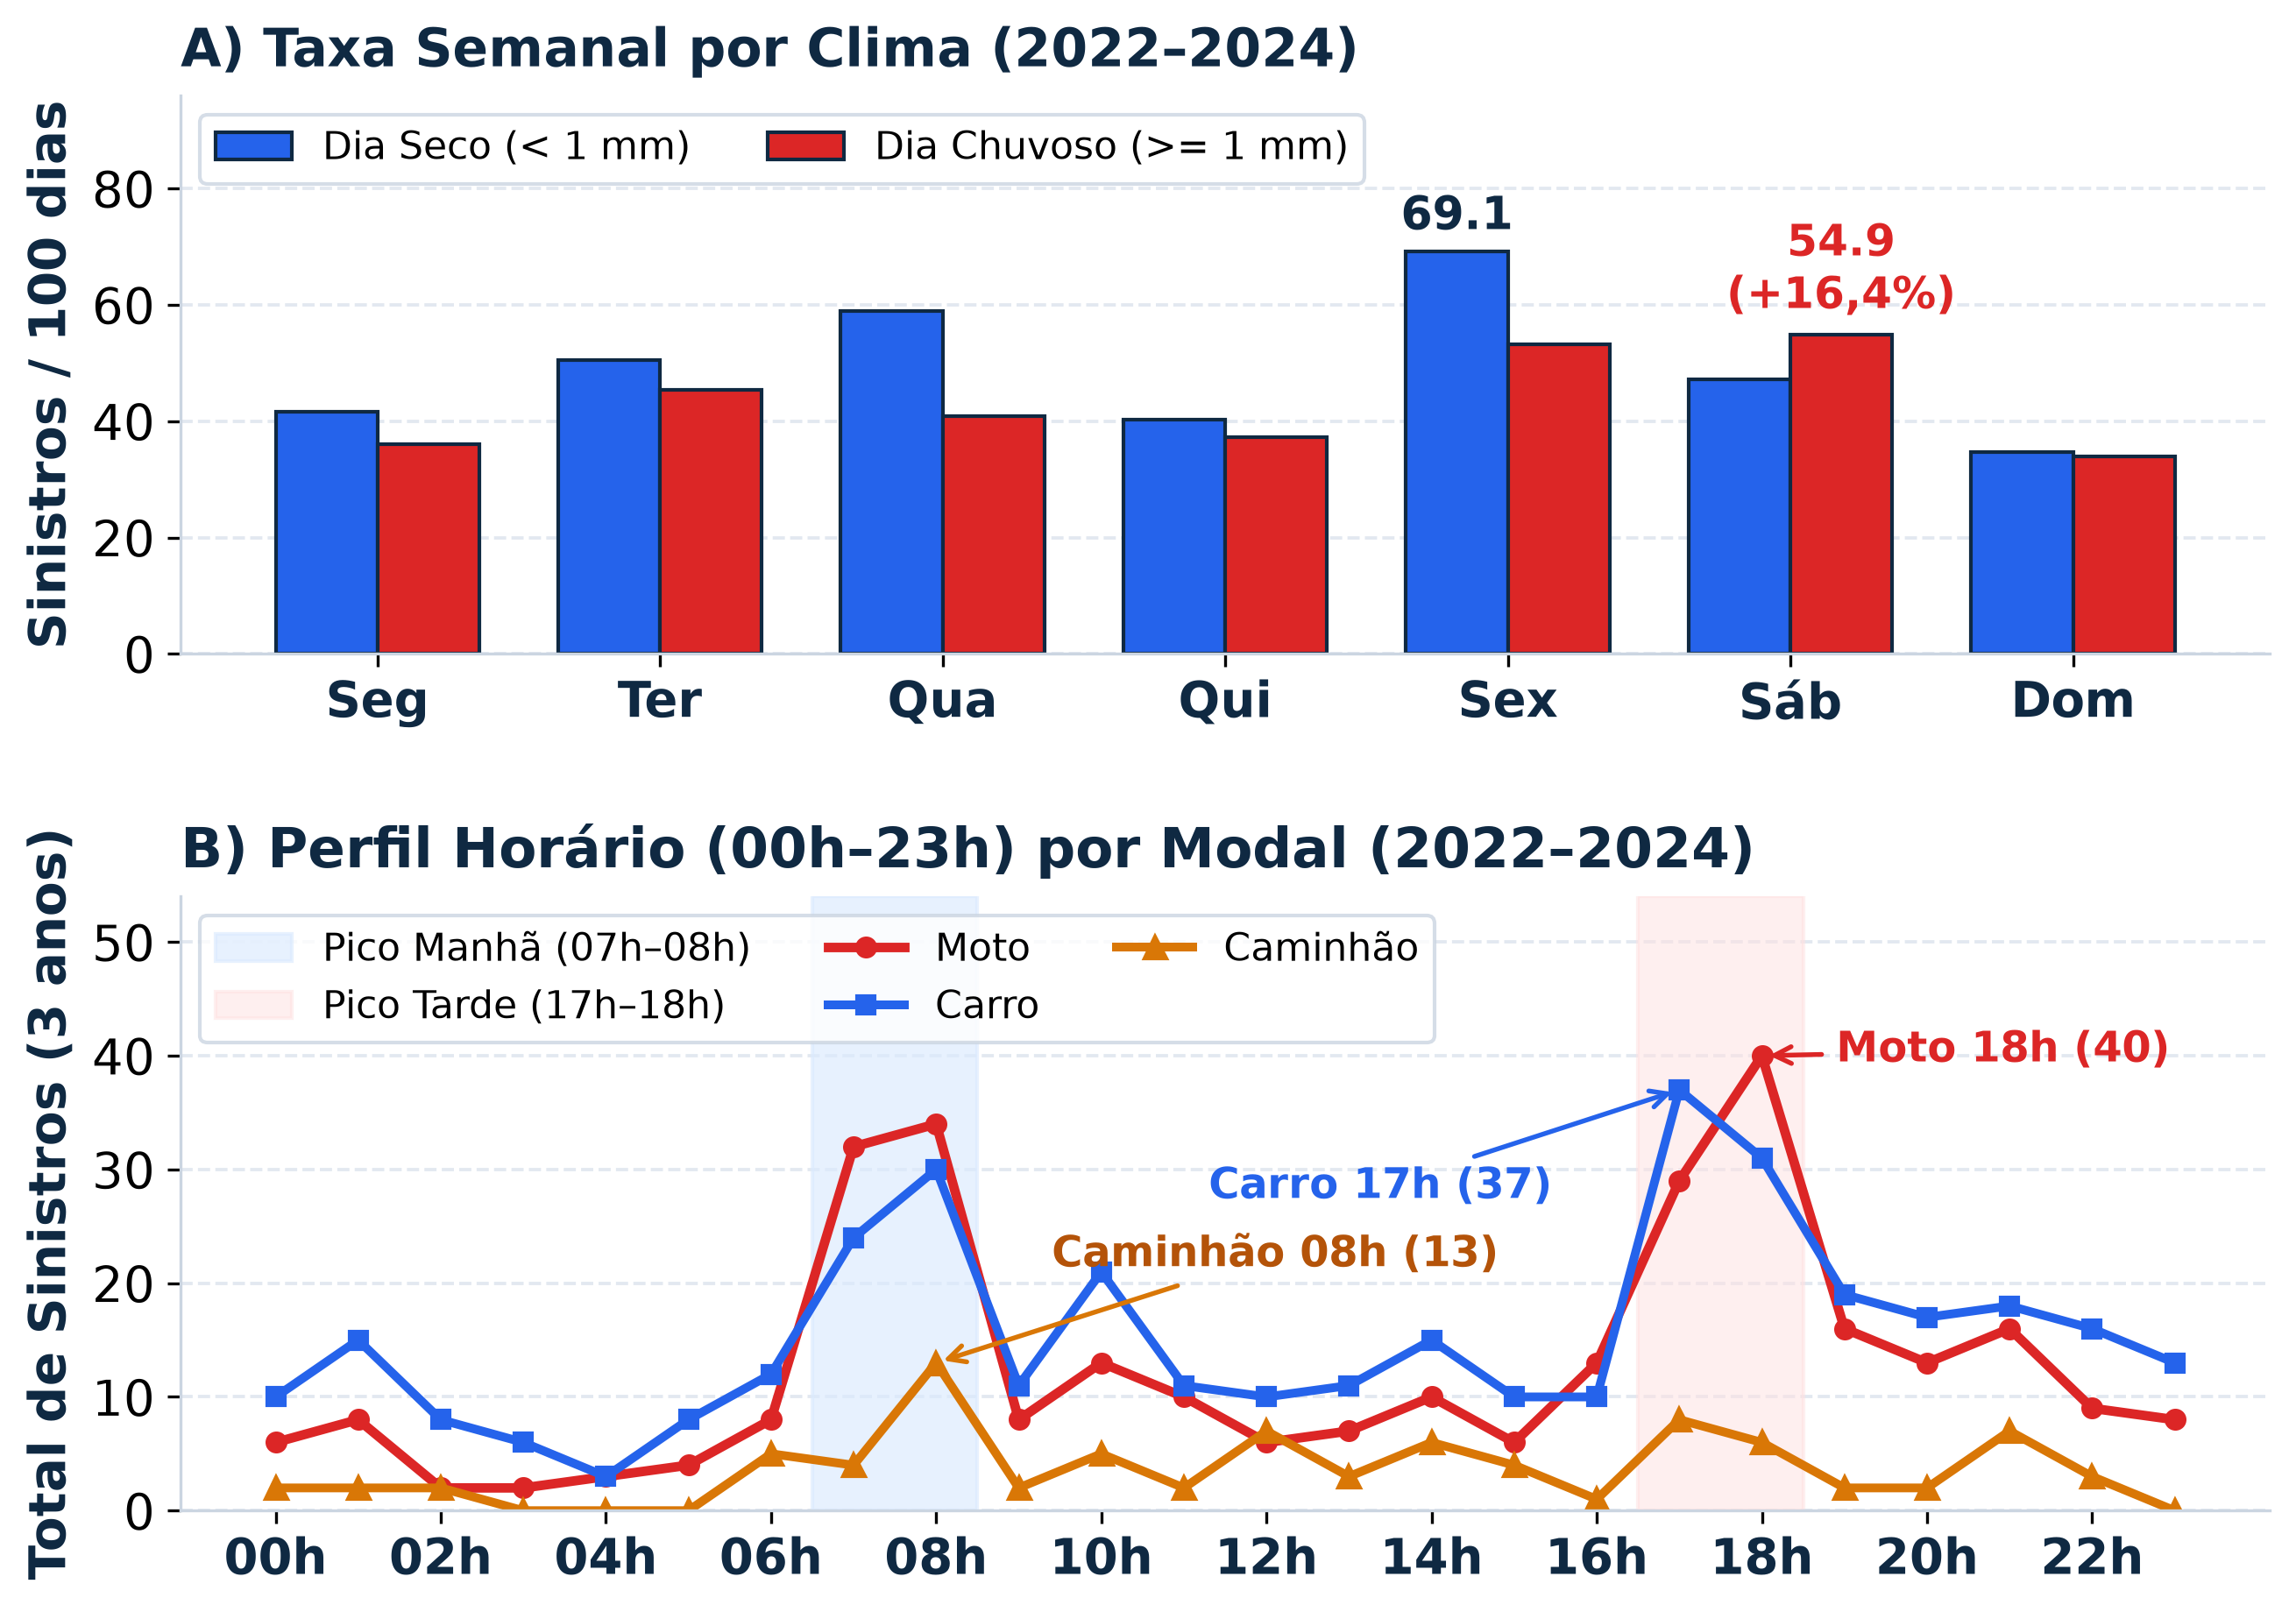 A) Taxa Semanal por Clima (2022–2024)
Sinistros / 100 dias
Dia Seco (< 1 mm)
Dia Chuvoso (>= 1 mm)
80
60
40
20
0
69.1
54.9
(+16,4%)
Seg
Ter
Qua
Qui
Sex
Sáb
Dom
B) Perfil Horário (00h–23h) por Modal (2022–2024)
Total de Sinistros (3 anos)
Pico Manhã (07h–08h)
Pico Tarde (17h–18h)
Moto
Carro
Caminhão
50
40
30
20
10
0
Moto 18h (40)
Carro 17h (37)
Caminhão 08h (13)
00h
02h
04h
06h
08h
10h
12h
14h
16h
18h
20h
22h